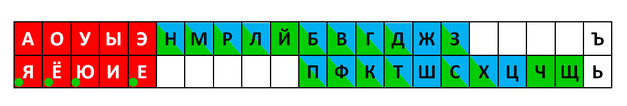 А О У Ы Э Н М Р Л Й Б В Г Д Ж З Ъ
Я Ё Ю И Е П Ф К Т Ш С Х Ц Ч Щ Ь